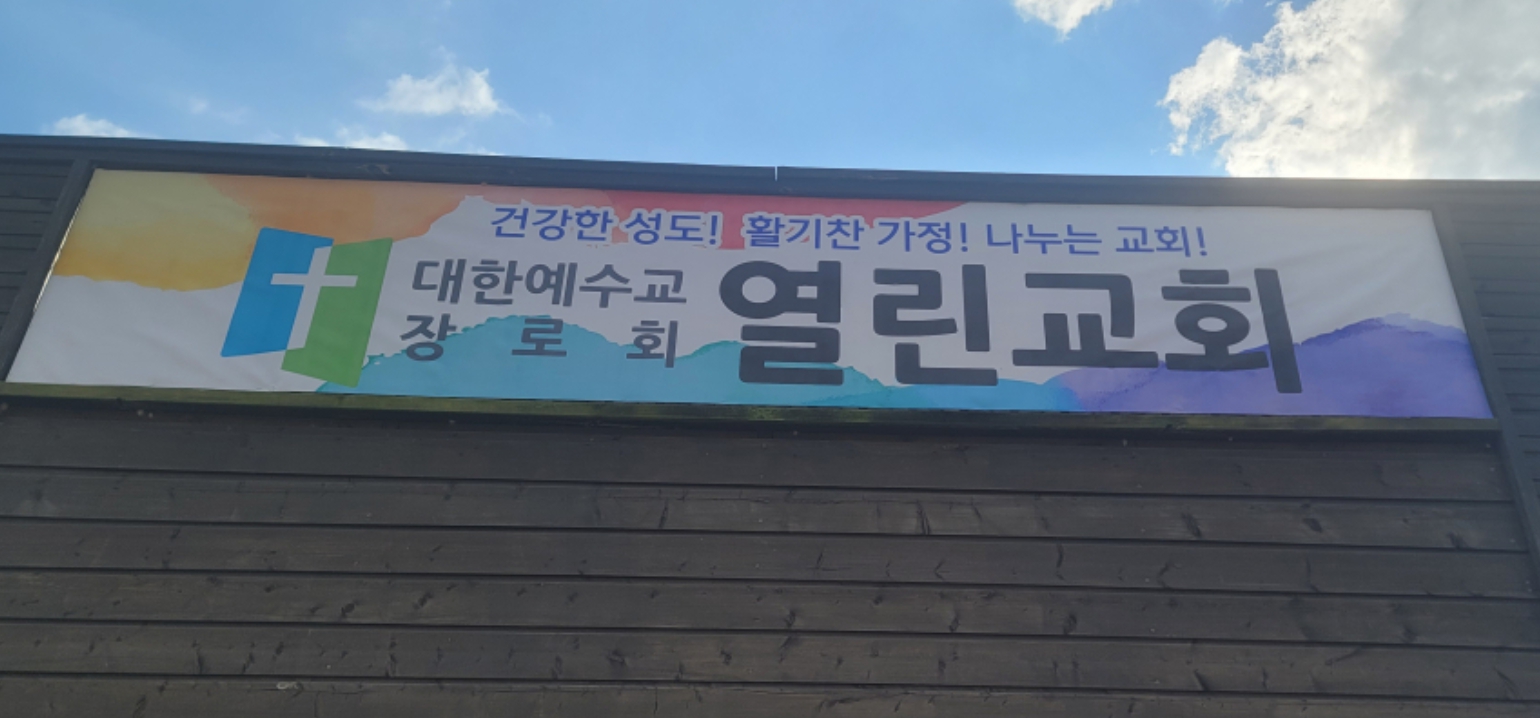 건강한 성도! 활기찬 가정! 나누는 교회!
대한예수교
장로회
열린교회